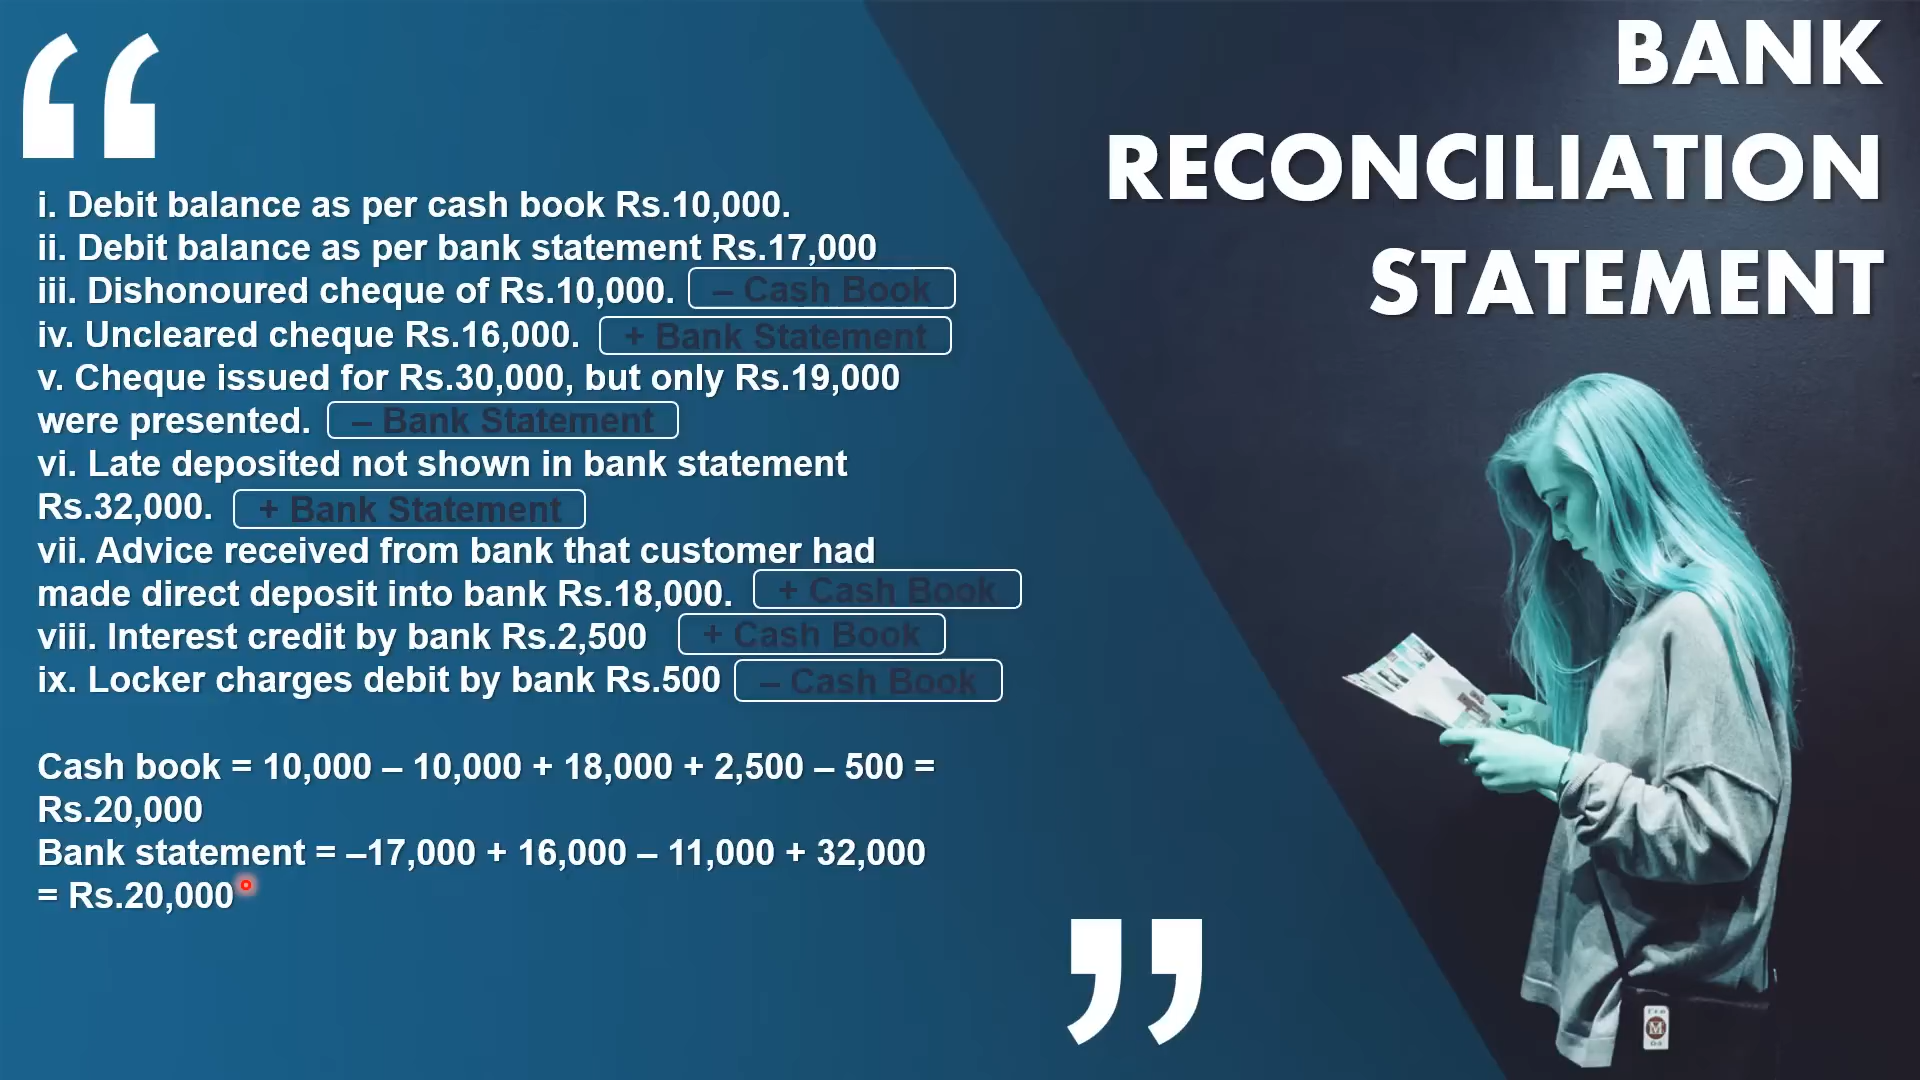 BANK
RECONCILIATION
STATEMENT
“
i. Debit balance as per cash book Rs.10,000.
ii. Debit balance as per bank statement Rs.17,000
iii. Dishonoured cheque of Rs.10,000. – Cash Book
iv. Uncleared cheque Rs.16,000. + Bank Statement
v. Cheque issued for Rs.30,000, but only Rs.19,000
were presented. – Bank Statement
vi. Late deposited not shown in bank statement
Rs.32,000. + Bank Statement
vii. Advice received from bank that customer had
made direct deposit into bank Rs.18,000. + Cash Book
viii. Interest credit by bank Rs.2,500 + Cash Book
ix. Locker charges debit by bank Rs.500 – Cash Book
Cash book = 10,000 – 10,000 + 18,000 + 2,500 – 500 =
Rs.20,000
Bank statement = –17,000 + 16,000 – 11,000 + 32,000
= Rs.20,000
”
M